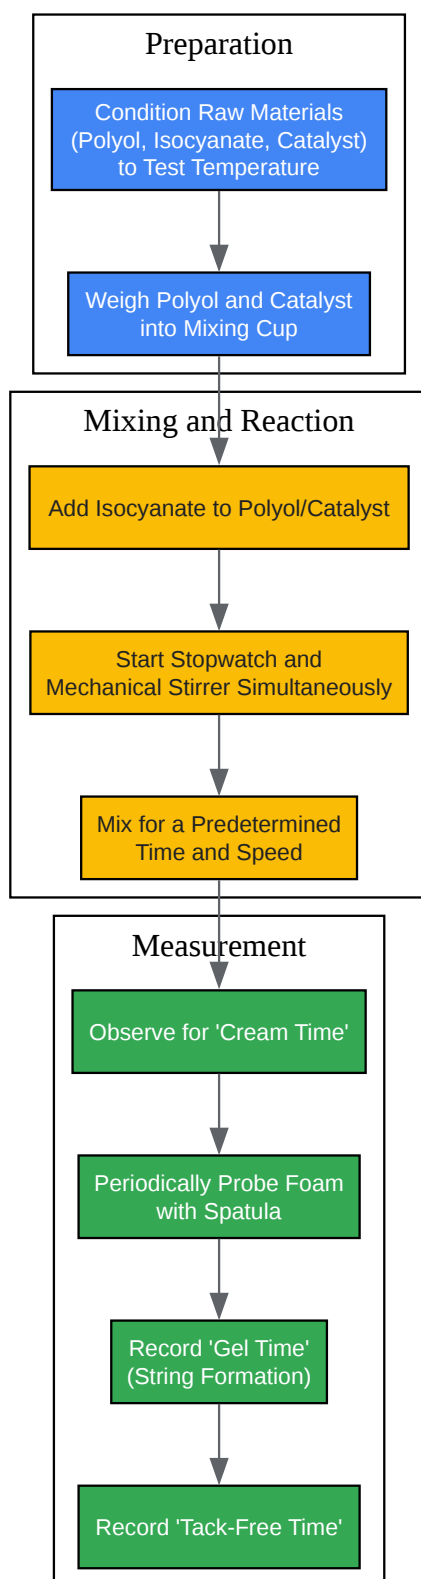 Preparation
Condition Raw Materials
(Polyol, Isocyanate, Catalyst)
to Test Temperature
Weigh Polyol and Catalyst
into Mixing Cup
Mixing and Reaction
Add Isocyanate to Polyol/Catalyst
Start Stopwatch and
Mechanical Stirrer Simultaneously
Mix for a Predetermined
Time and Speed
Measurement
Observe for 'Cream Time'
Periodically Probe Foam
with Spatula
Record 'Gel Time'
(String Formation)
Record 'Tack-Free Time'